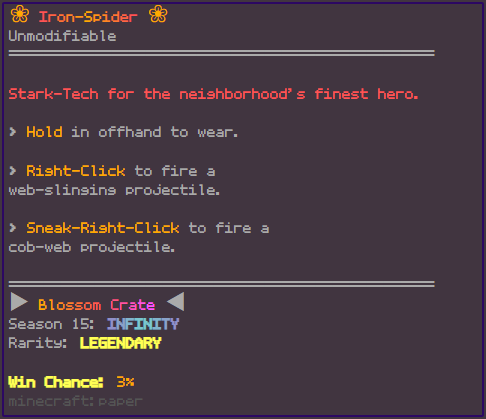 ❀ Iron-Spider ❀
Unmodifiable
Stark-Tech for the neighborhood's finest hero.
> Hold in offhand to wear.
> Right-Click to fire a
web-slinging projectile.
> Sneak-Right-Click to fire a
cob-web projectile.
▶ Blossom Crate ◀
Season 15: INFINITY
Rarity: LEGENDARY
Win Chance: 3%
minecraft:paper